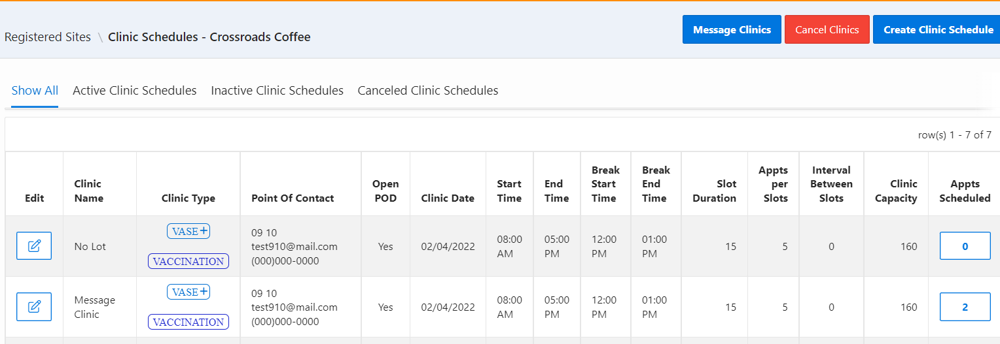 Registered Sites \ Clinic Schedules - Crossroads Coffee
Message Clinics
Cancel Clinics
Create Clinic Schedule
Show All
Active Clinic Schedules
Inactive Clinic Schedules
Canceled Clinic Schedules
row(s) 1 - 7 of 7
Edit
Clinic
Name
Clinic Type
Point Of Contact
Open
POD
Clinic Date
Start
Time
End
Time
Break
Start
Time
Break
End
Time
Slot
Duration
Appts
per
Slots
Interval
Between
Slots
Clinic
Capacity
Appts
Scheduled
No Lot
VASE+
VACCINATION
09 10
test910@mail.com
(000)000-0000
Yes
02/04/2022
08:00
AM
05:00
PM
12:00
PM
01:00
PM
15
5
0
160
0
Message
Clinic
VASE+
VACCINATION
09 10
test910@mail.com
(000)000-0000
Yes
02/04/2022
08:00
AM
05:00
PM
12:00
PM
01:00
PM
15
5
0
160
2